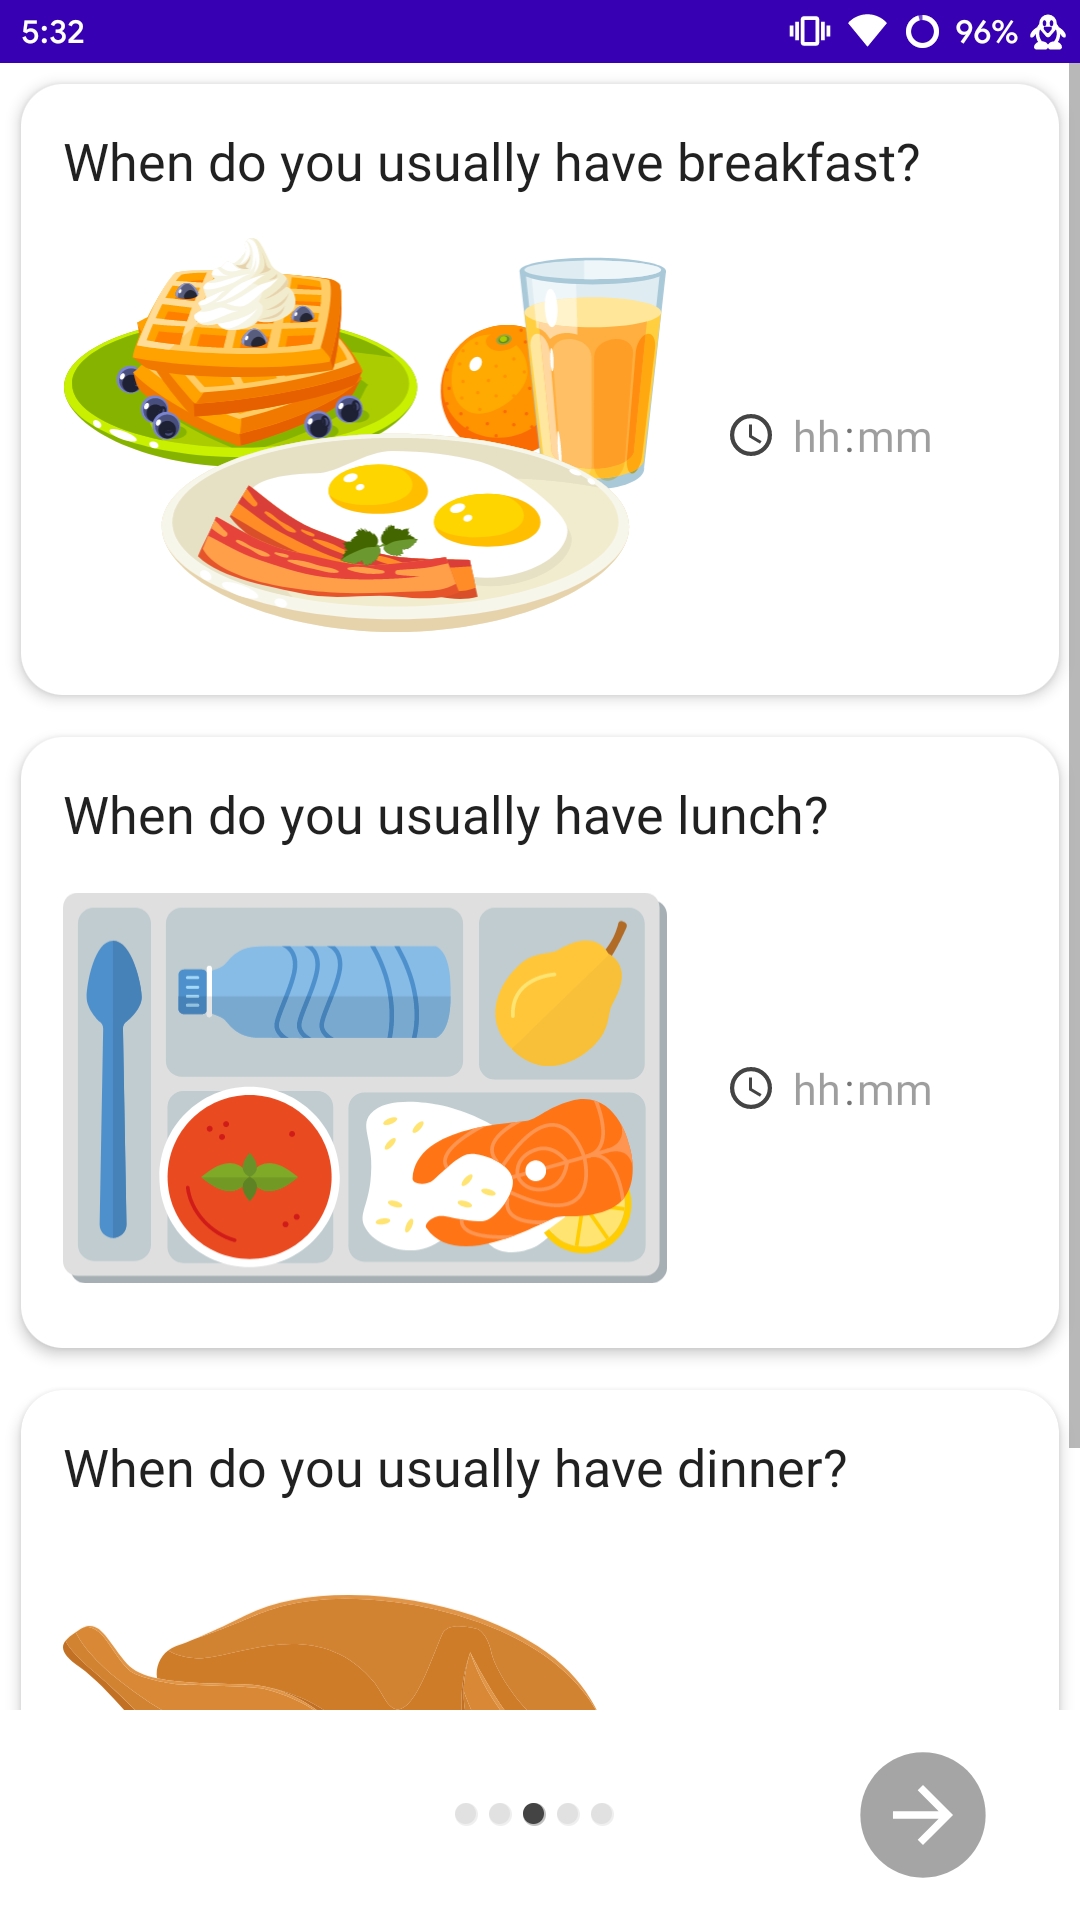 5:32
96%
When do you usually have breakfast?
hh:mm
When do you usually have lunch?
hh:mm
When do you usually have dinner?